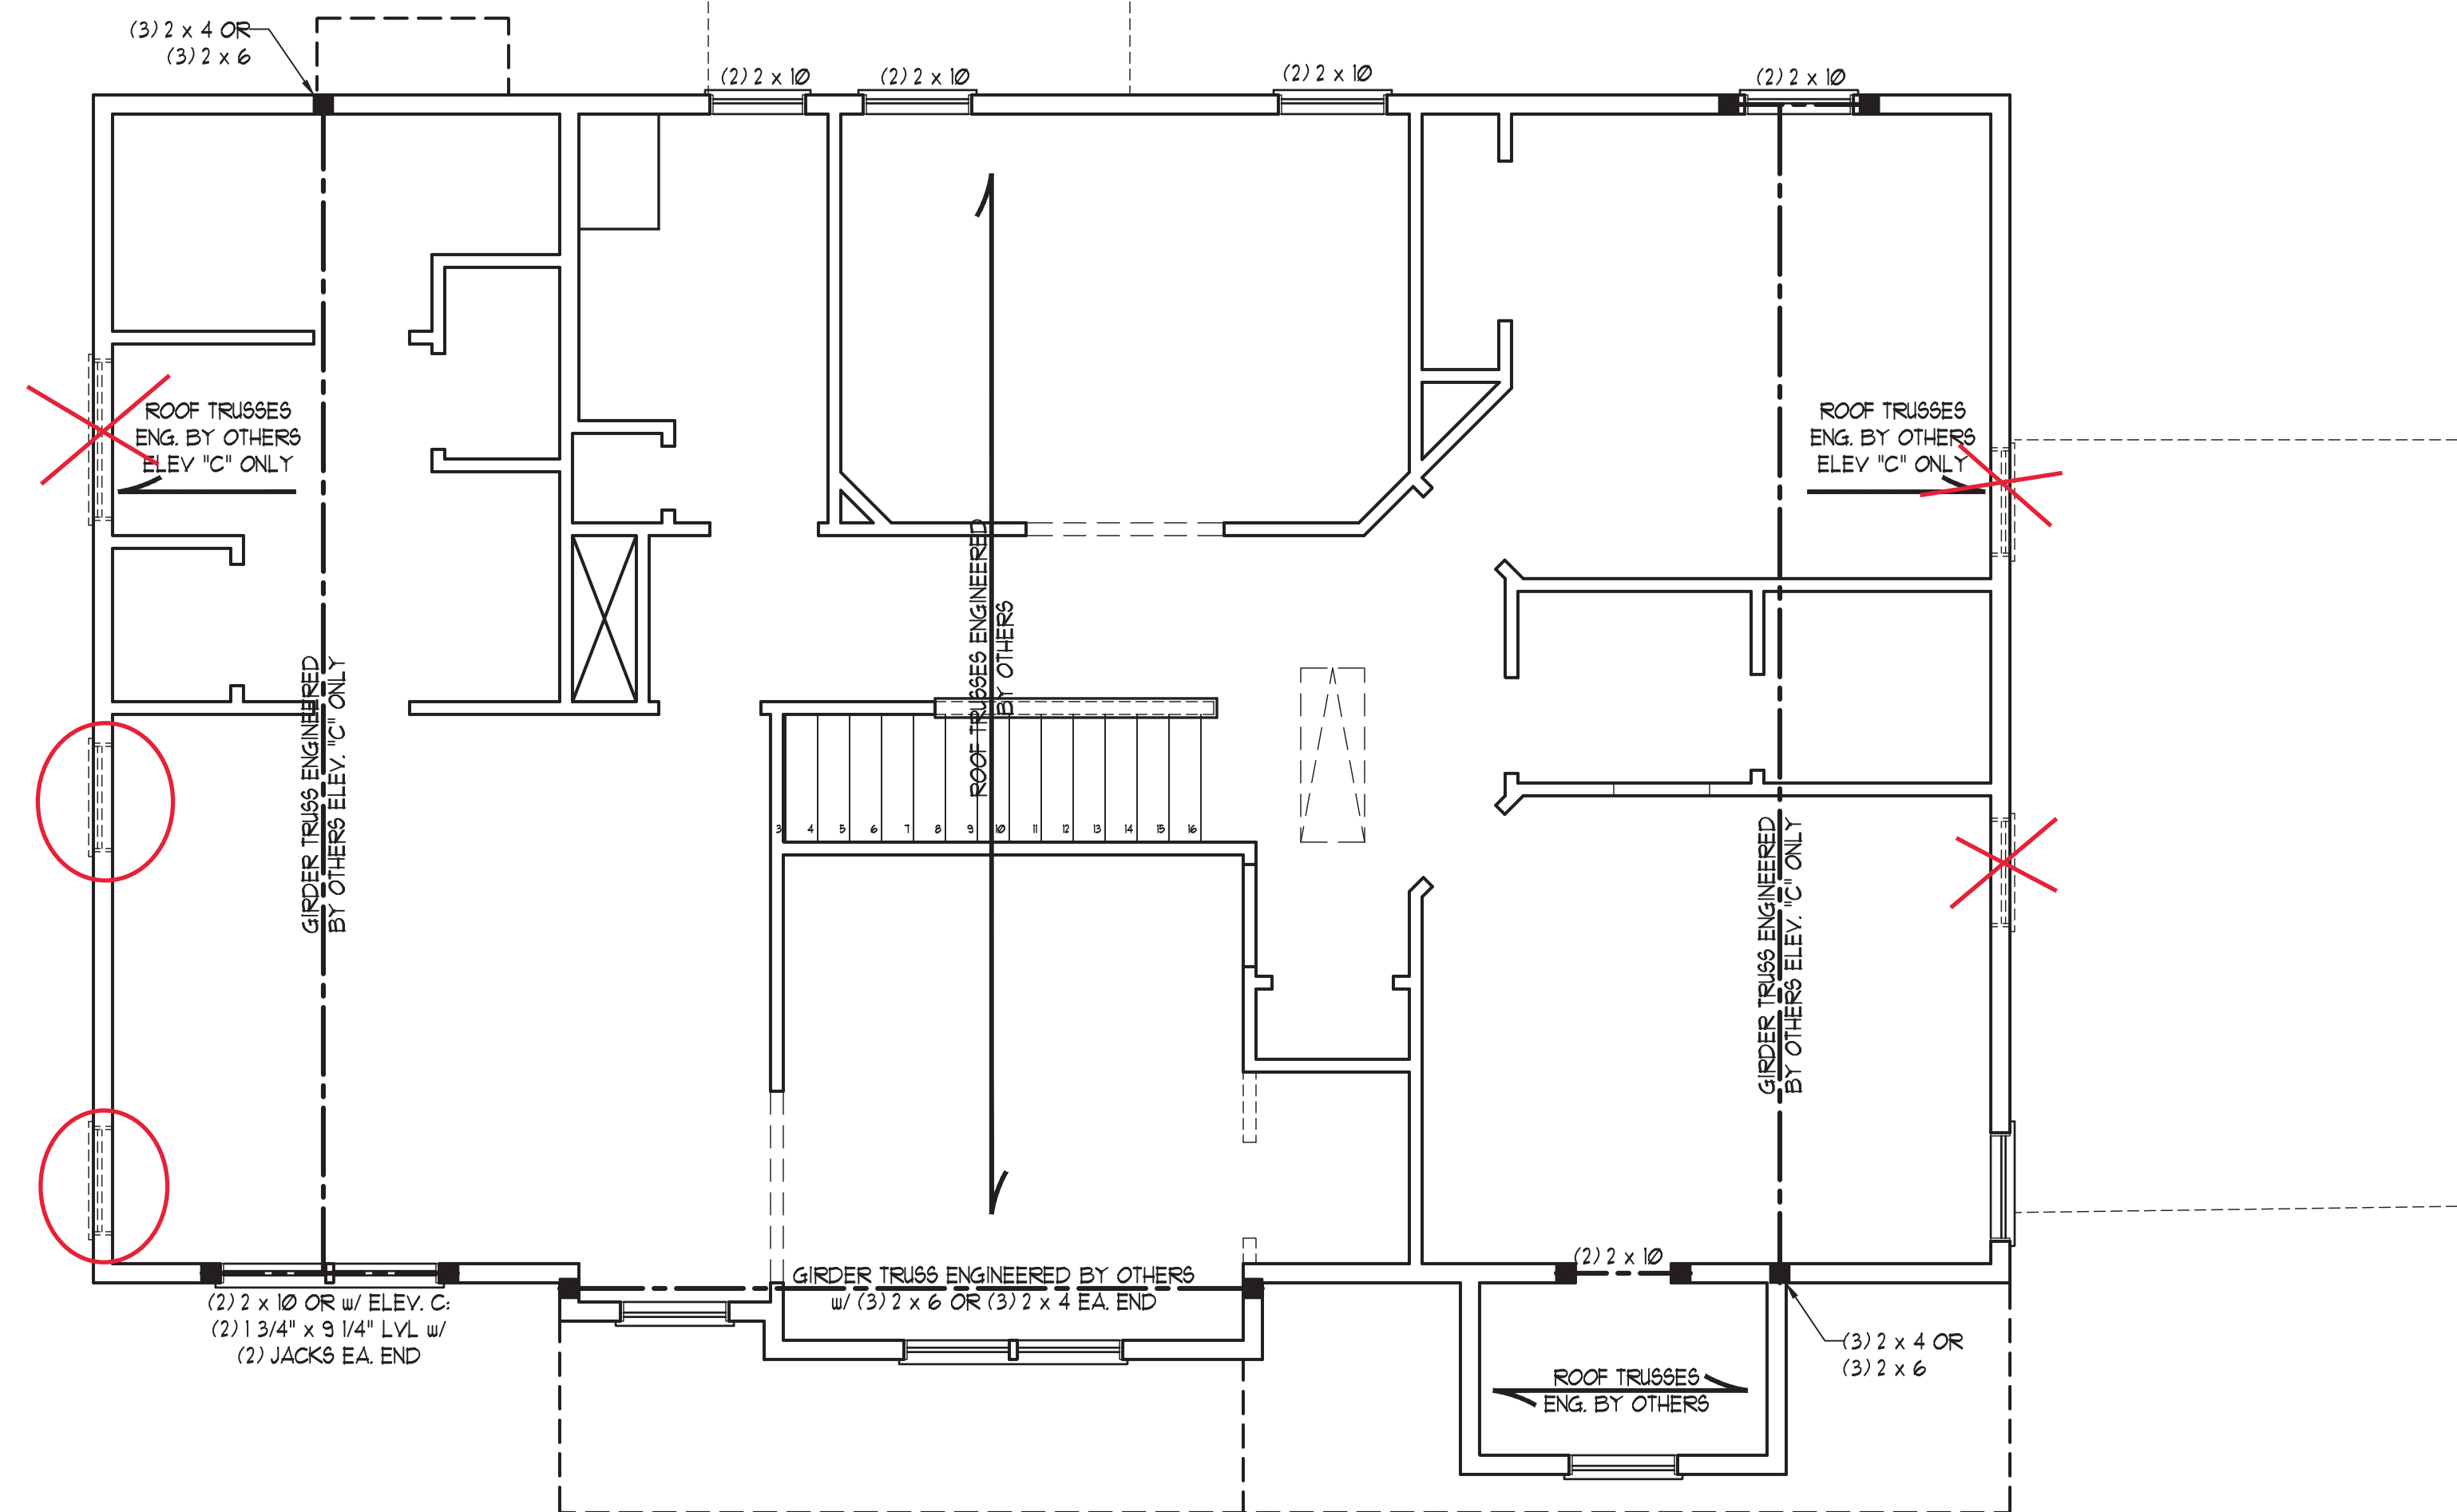 (3) 2 x 4 OR
(3) 2 x 6
(2) 2 x 10
(2) 2 x 10
(2) 2 x 10
(2) 2 x 10
ROOF TRUSSES
ENG. BY OTHERS
ELEV "C" ONLY
ROOF TRUSSES
ENG. BY OTHERS
ELEV "C" ONLY
ROOF TRUSSES ENGINEERED
BY OTHERS
GIRDER TRUSS ENGINEERED
BY OTHERS ELEV. "C" ONLY
3 4 5 6 7 8 9 10 11 12 13 14 15 16
GIRDER TRUSS ENGINEERED
BY OTHERS ELEV. "C" ONLY
(2) 2 x 10
GIRDER TRUSS ENGINEERED BY OTHERS
w/ (3) 2 x 6 OR (3) 2 x 4 EA. END
(2) 2 x 10 OR w/ ELEV. C:
(2) 1 3/4" x 9 1/4" LVL w/
(2) JACKS EA. END
(3) 2 x 4 OR
(3) 2 x 6
ROOF TRUSSES
ENG. BY OTHERS